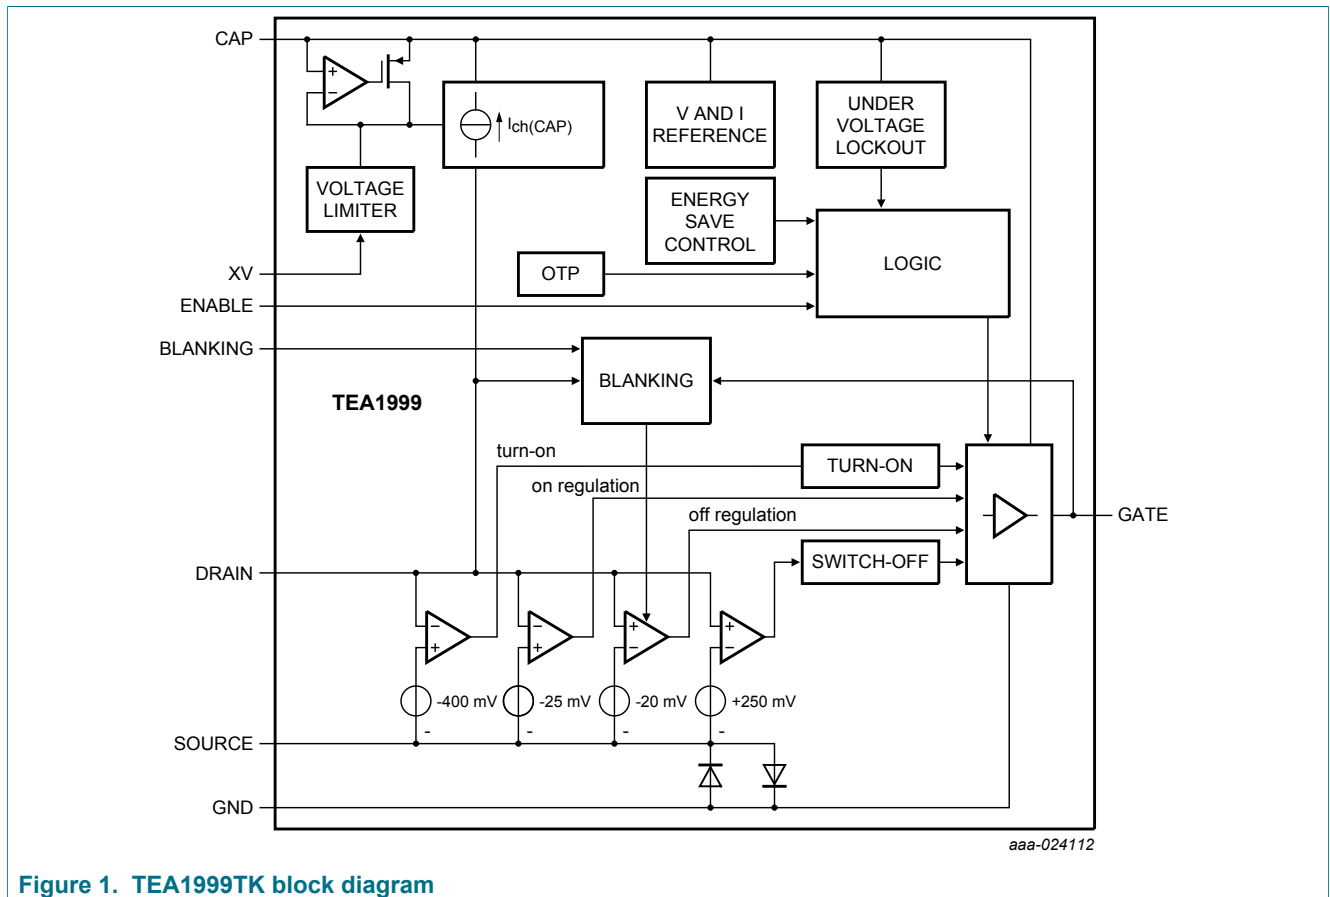 CAP
+
−
Ich(CAP)
V AND I
REFERENCE
UNDER
VOLTAGE
LOCKOUT
VOLTAGE
LIMITER
ENERGY
SAVE
CONTROL
LOGIC
XV
OTP
ENABLE
BLANKING
BLANKING
TEA1999
turn-on
TURN-ON
on regulation
off regulation
GATE
SWITCH-OFF
DRAIN
−
+
−
+
+
−
+
−
-400 mV
-25 mV
-20 mV
+250 mV
-
-
-
-
SOURCE
GND
aaa-024112
Figure 1. TEA1999TK block diagram